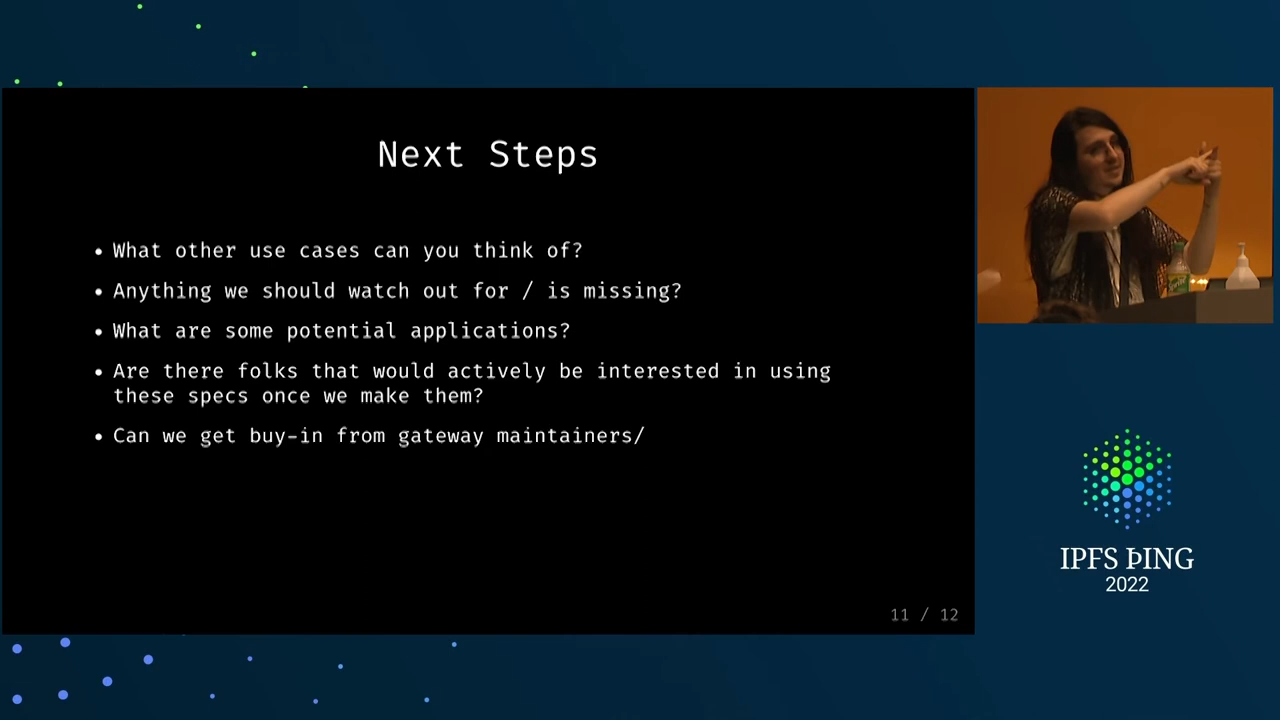 Next Steps
• What other use cases can you think of?
• Anything we should watch out for / is missing?
• What are some potential applications?
• Are there folks that would actively be interested in using
these specs once we make them?
• Can we get buy-in from gateway maintainers/
11 / 12
IPFS ÞING
2022